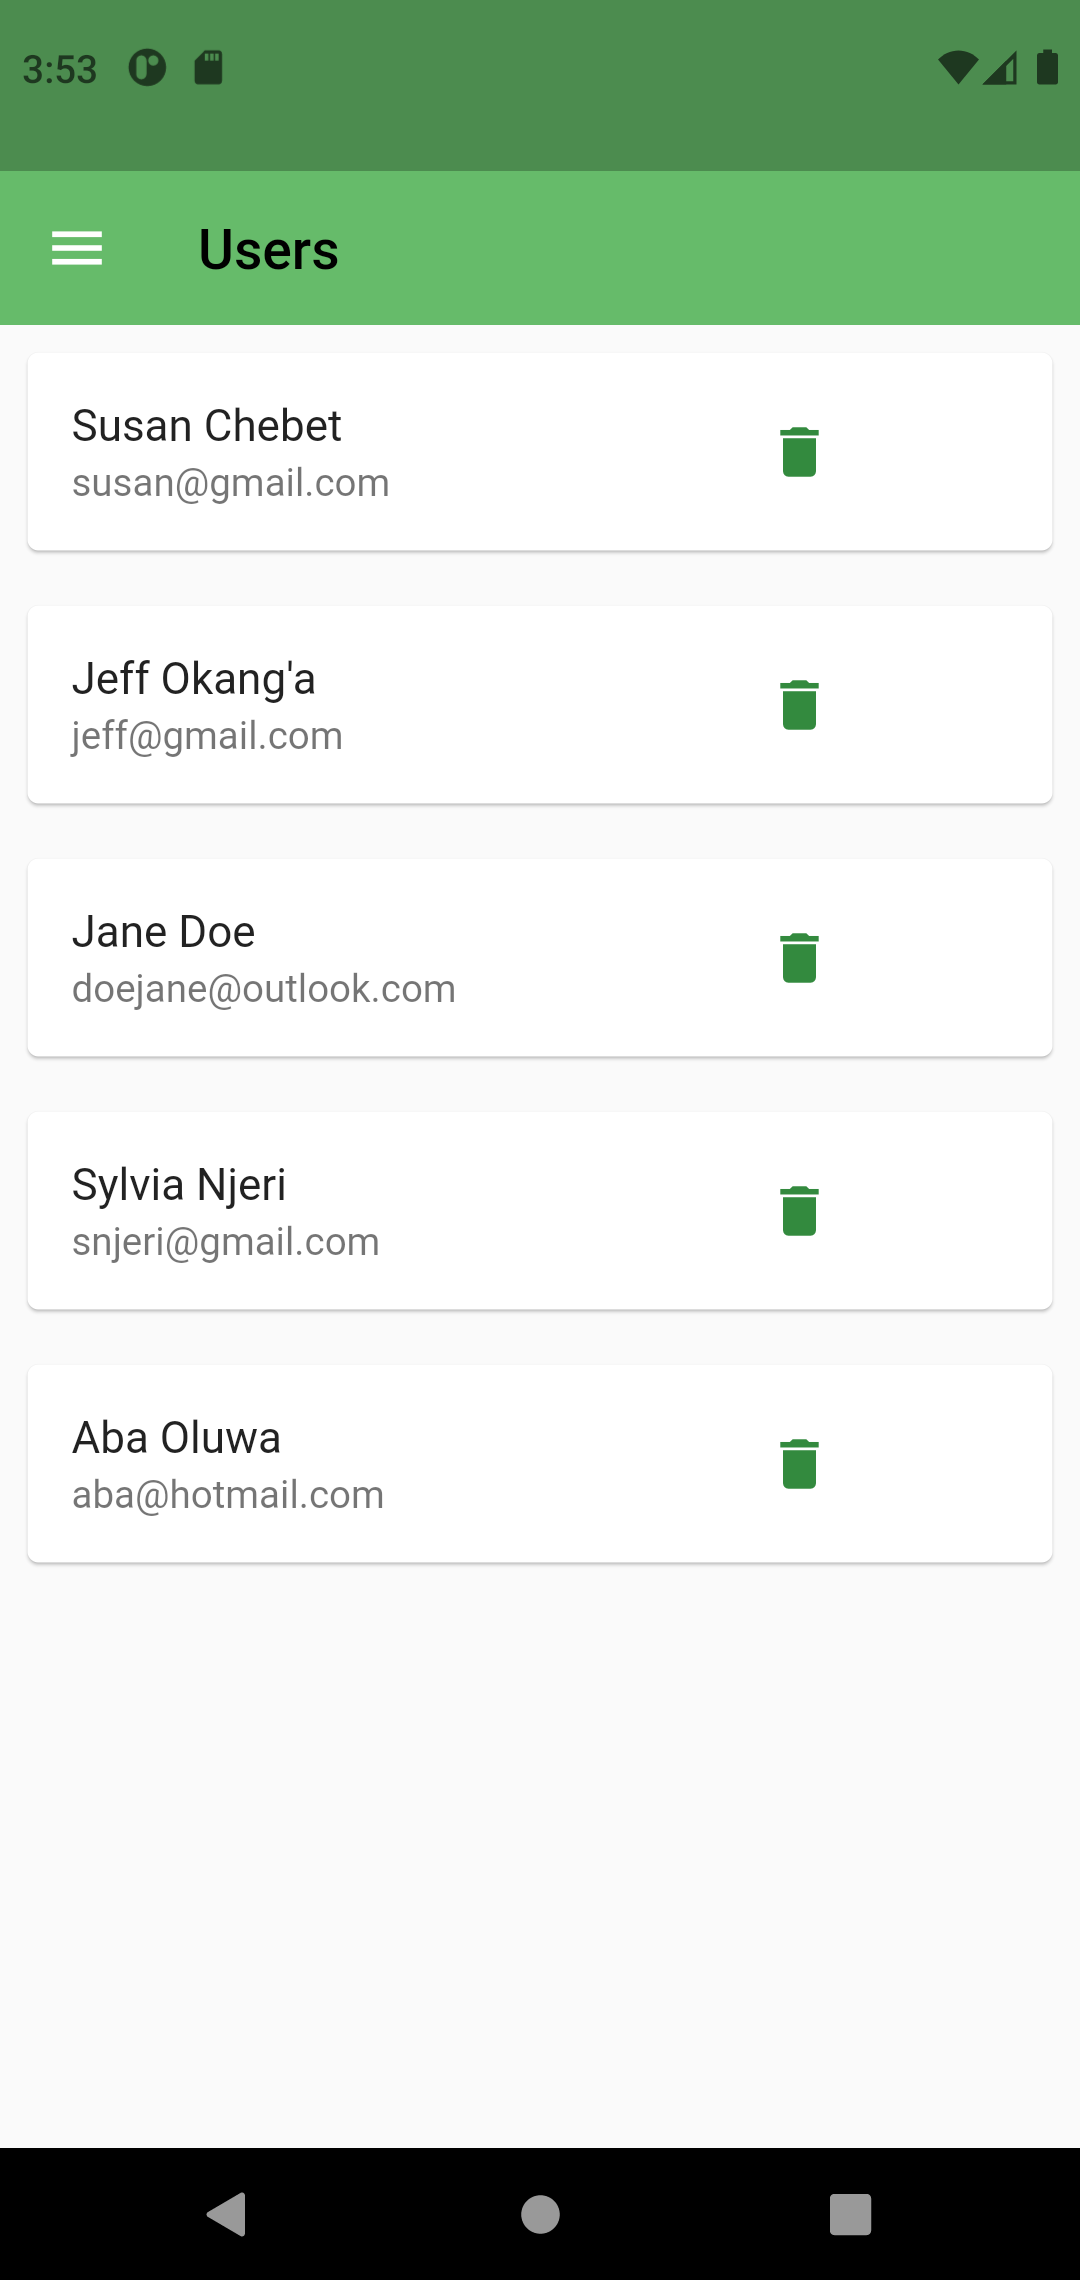 3:53
Users
Susan Chebet
susan@gmail.com
Jeff Okang'a
jeff@gmail.com
Jane Doe
doejane@outlook.com
Sylvia Njeri
snjeri@gmail.com
Aba Oluwa
aba@hotmail.com